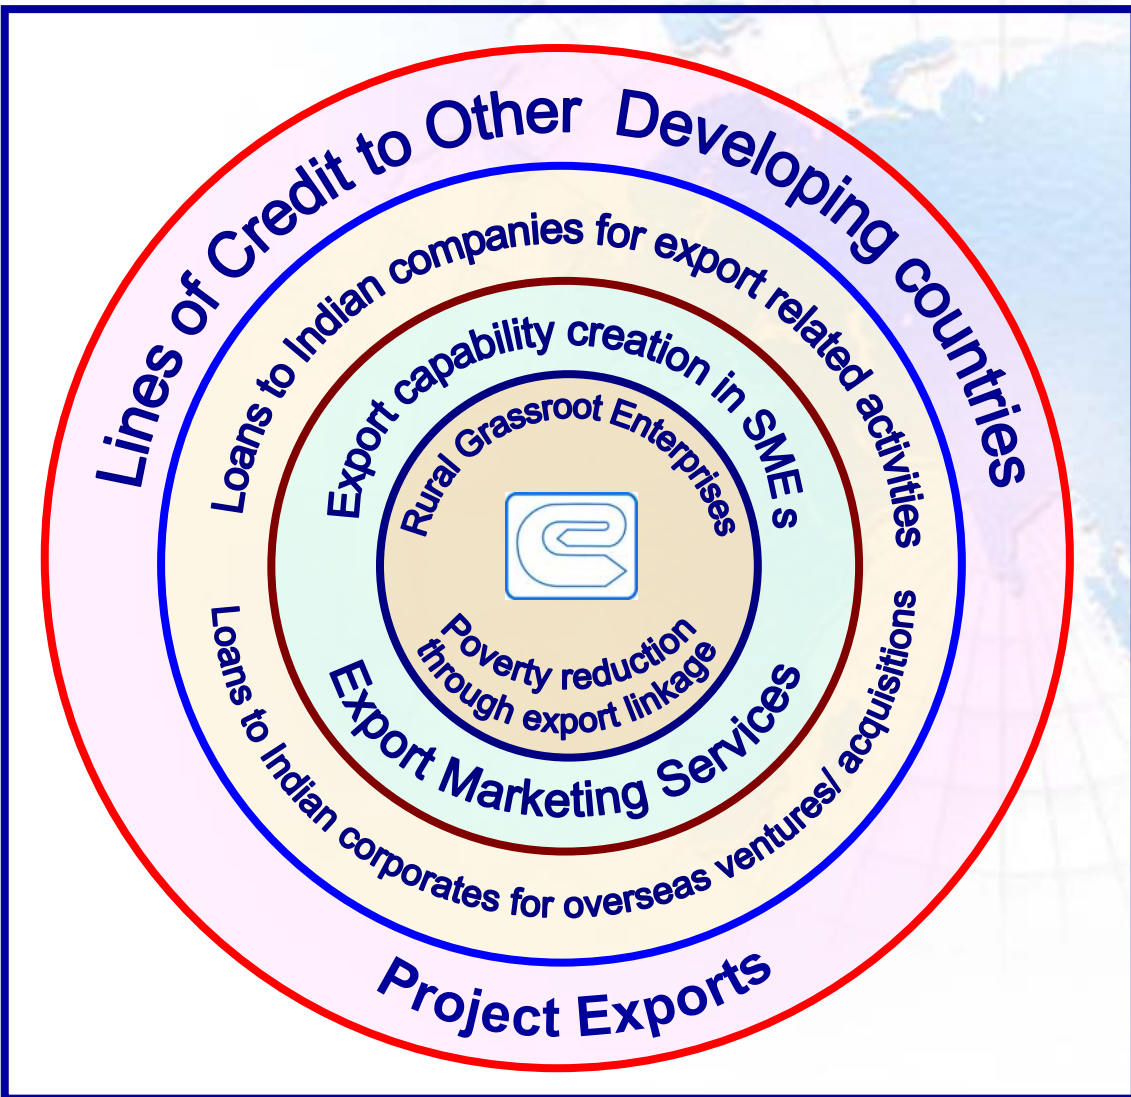 Lines of Credit to Other Developing countries
Loans to Indian companies for export related activities
Export capability creation in SME s
Rural Grassroot Enterprises
Poverty reduction
through export linkage
Export Marketing Services
Loans to Indian corporates for overseas ventures/ acquisitions
Project Exports